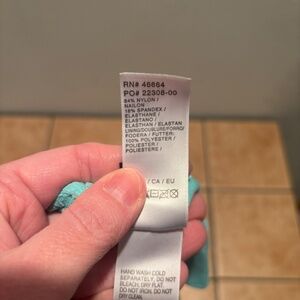 RN# 46664
PO# 22308-00
84% NYLON /
NAILON
16% SPANDEX /
ELASTHANE /
ELASTANO /
ELASTHAN / ELASTAN
LINING/DOUBLURE/FORRO/
FODERA / FUTTER:
100% POLYESTER /
POLIESTER /
POLIESTERE /
/ CA / EU
HAND WASH COLD
SEPARATELY, DO NOT
BLEACH, DRY FLAT,
DO NOT IRON, DO NOT
DRY CLEAN.